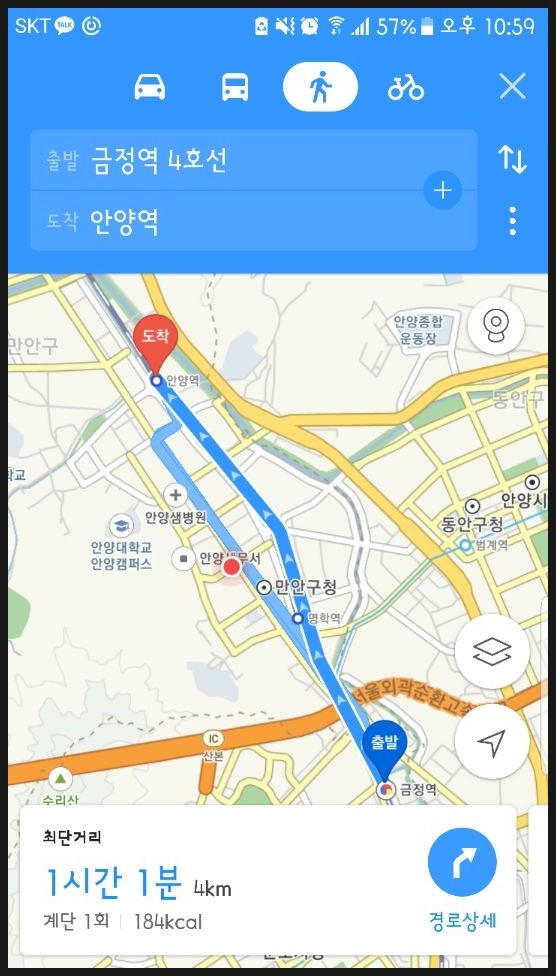 SKT TALK 57% 오후 10:59
출발 금정역 4호선
도착 안양역
만안구
안양종합
운동장
도착
안양역
동안구
학교
안양샘병원
안양시
동안구청
범계역
안양대학교
안양캠퍼스
안양세무서
만안구청
명학역
서울외곽순환고속
출발
IC
산본
금정역
수리산
최단거리
1시간 1분 4km
계단 1회 | 184kcal
경로상세